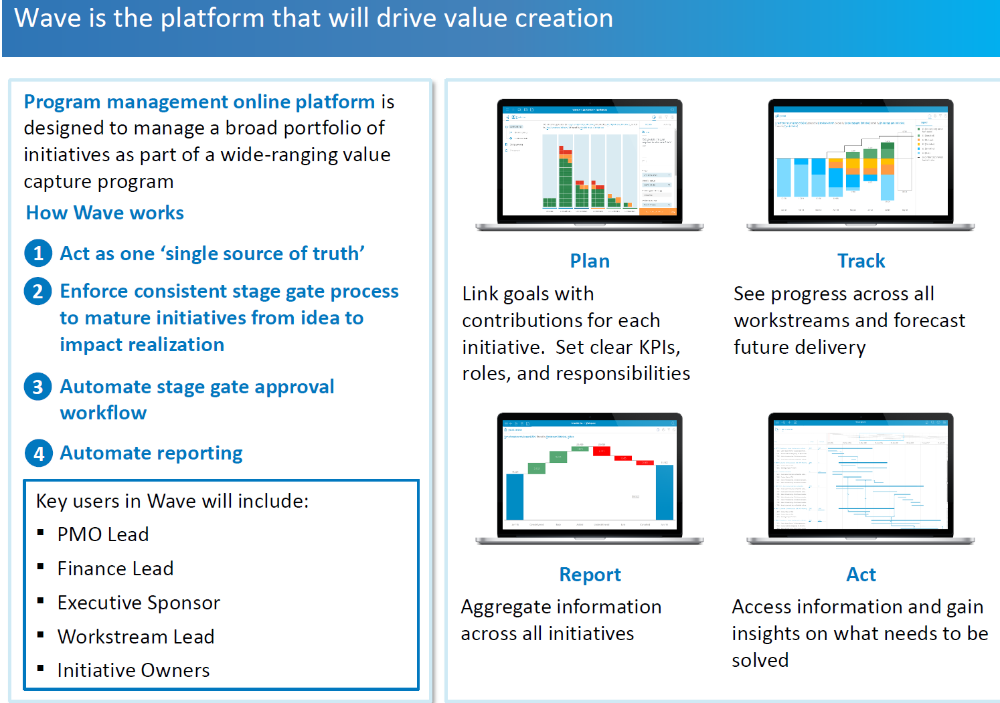 Wave is the platform that will drive value creation
Program management online platform is
designed to manage a broad portfolio of
initiatives as part of a wide-ranging value
capture program
How Wave works
1 Act as one ‘single source of truth’
2 Enforce consistent stage gate process
to mature initiatives from idea to
impact realization
3 Automate stage gate approval
workflow
4 Automate reporting
Key users in Wave will include:
▪ PMO Lead
▪ Finance Lead
▪ Executive Sponsor
▪ Workstream Lead
▪ Initiative Owners
Plan
Link goals with
contributions for each
initiative.  Set clear KPIs,
roles, and responsibilities
Track
See progress across all
workstreams and forecast
future delivery
Report
Aggregate information
across all initiatives
Act
Access information and gain
insights on what needs to be
solved